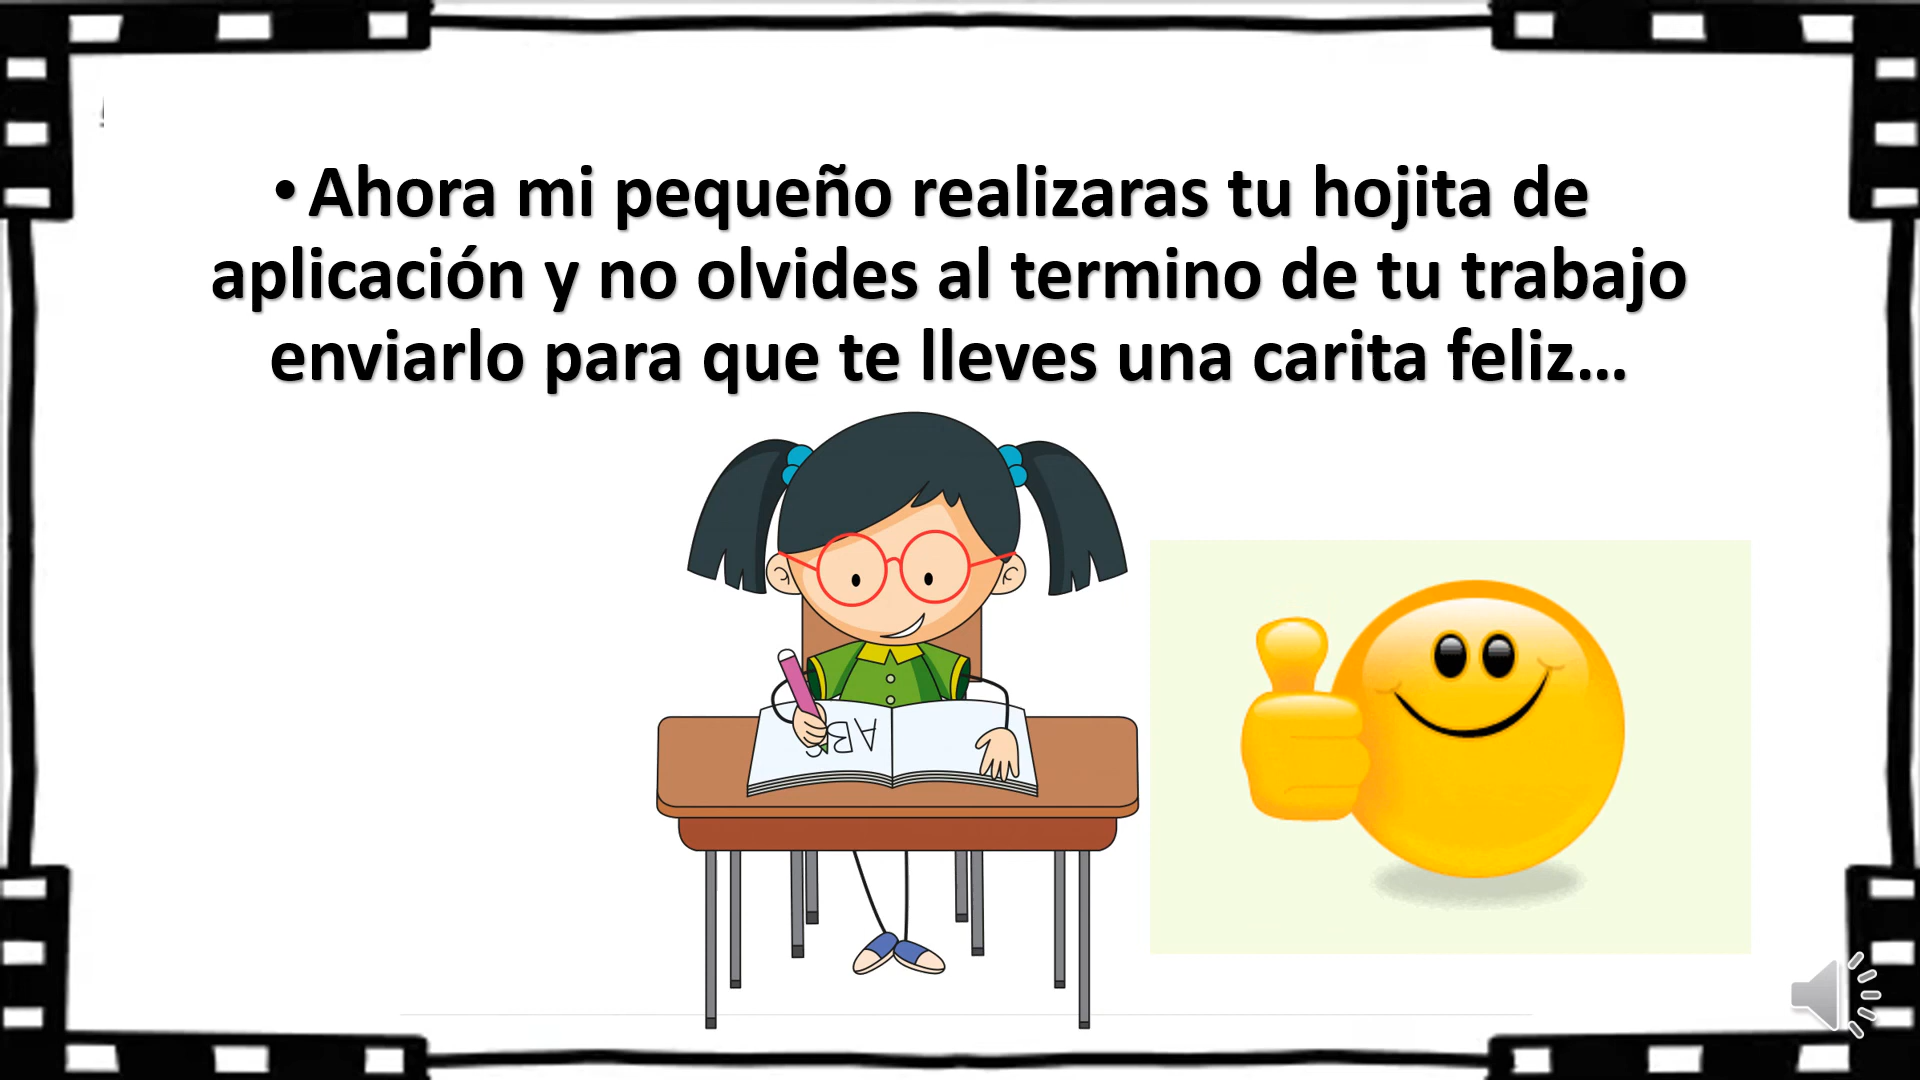 • Ahora mi pequeño realizaras tu hojita de
aplicación y no olvides al termino de tu trabajo
enviarlo para que te lleves una carita feliz...
ABC